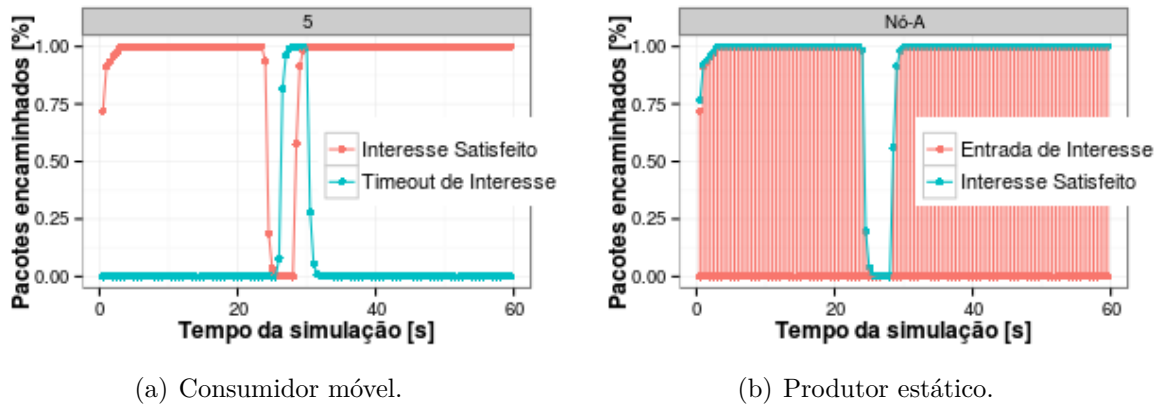 5
Pacotes encaminhados [%]
1.00
0.75
0.50
0.25
0.00
Interesse Satisfeito
Timeout de Interesse
0
20
40
60
Tempo da simulação [s]
(a) Consumidor móvel.
Nó-A
Pacotes encaminhados [%]
1.00
0.75
0.50
0.25
0.00
Entrada de Interesse
Interesse Satisfeito
0
20
40
60
Tempo da simulação [s]
(b) Produtor estático.